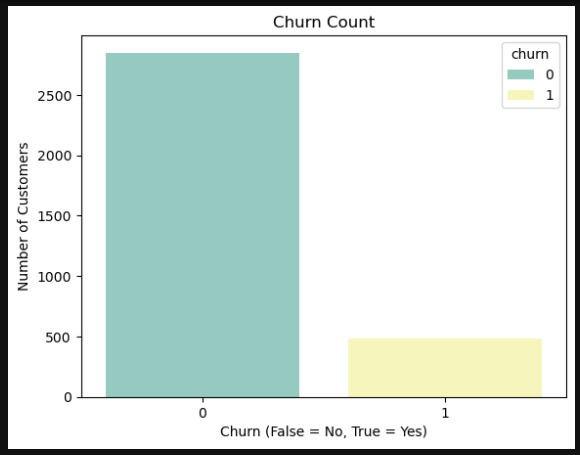 Churn Count
churn
0
1
Number of Customers
2500
2000
1500
1000
500
0
0 1
Churn (False = No, True = Yes)